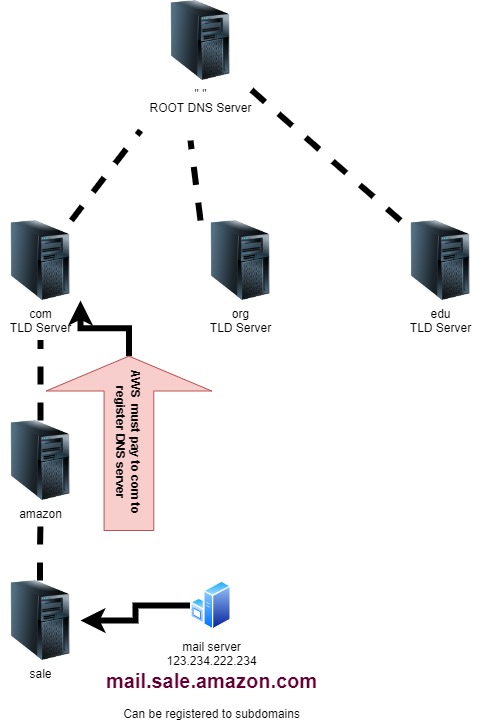 " "
ROOT DNS Server
com
TLD Server
org
TLD Server
edu
TLD Server
AWS must pay to com to
register DNS server
amazon
sale
mail server
123.234.222.234
mail.sale.amazon.com
Can be registered to subdomains